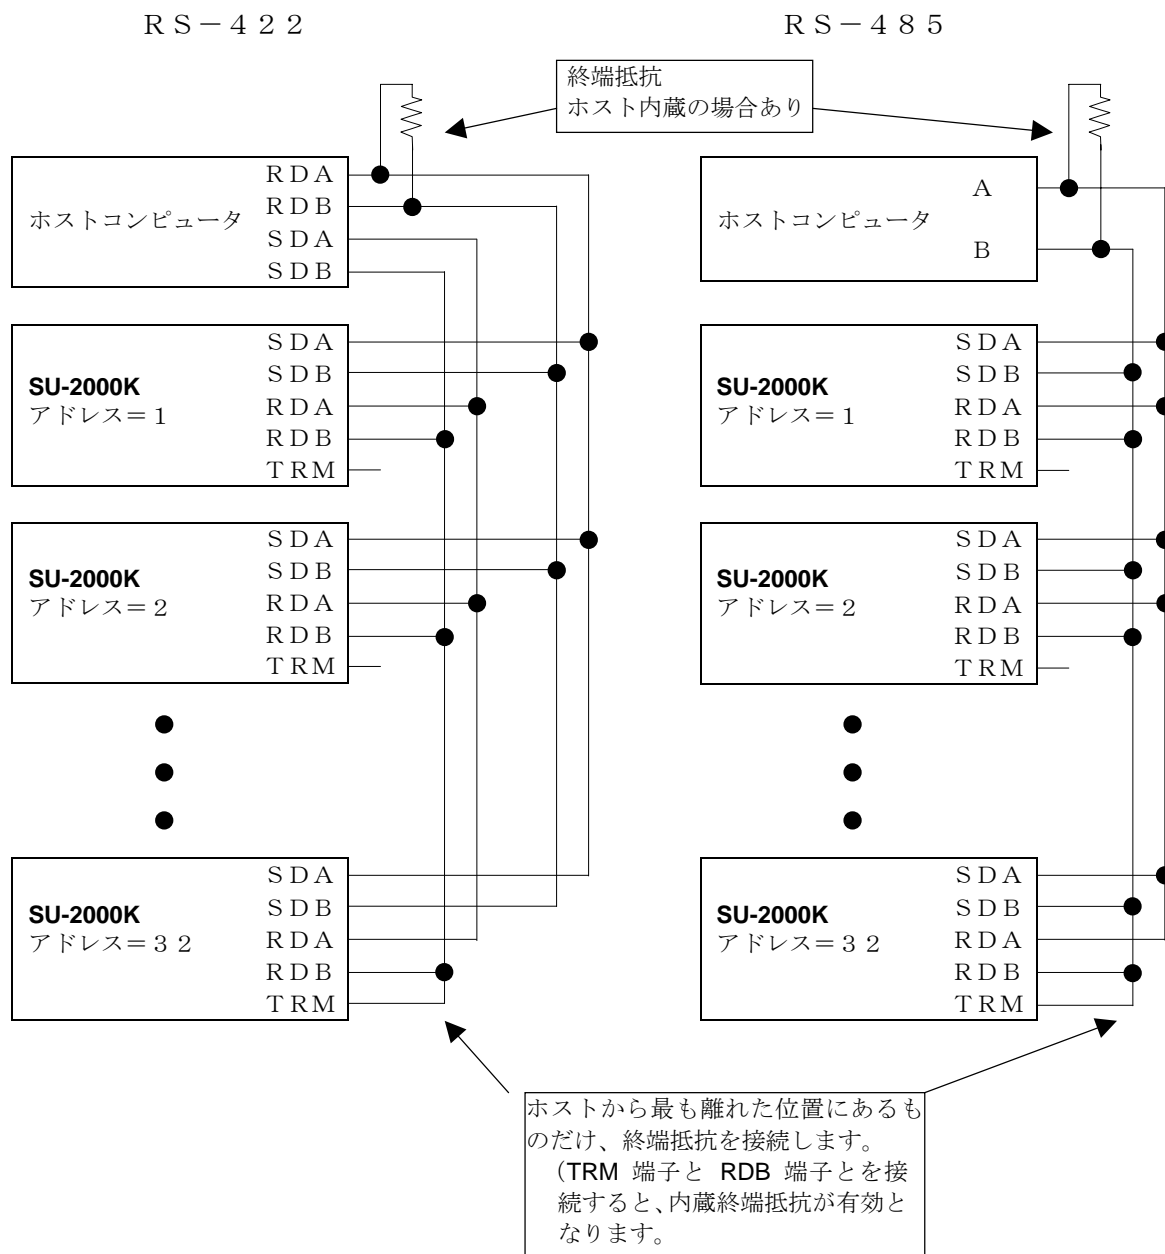 RS-422
RS-485
終端抵抗
ホスト内蔵の場合あり
ホストコンピュータ
RDA
RDB
SDA
SDB
SU-2000K
アドレス=1
SDA
SDB
RDA
RDB
TRM
SU-2000K
アドレス=2
SDA
SDB
RDA
RDB
TRM
SU-2000K
アドレス=32
SDA
SDB
RDA
RDB
TRM
ホストコンピュータ
A
B
SU-2000K
アドレス=1
SDA
SDB
RDA
RDB
TRM
SU-2000K
アドレス=2
SDA
SDB
RDA
RDB
TRM
SU-2000K
アドレス=32
SDA
SDB
RDA
RDB
TRM
ホストから最も離れた位置にあるも
のだけ、終端抵抗を接続します。
(TRM 端子と RDB 端子とを接
続すると、内蔵終端抵抗が有効と
なります。